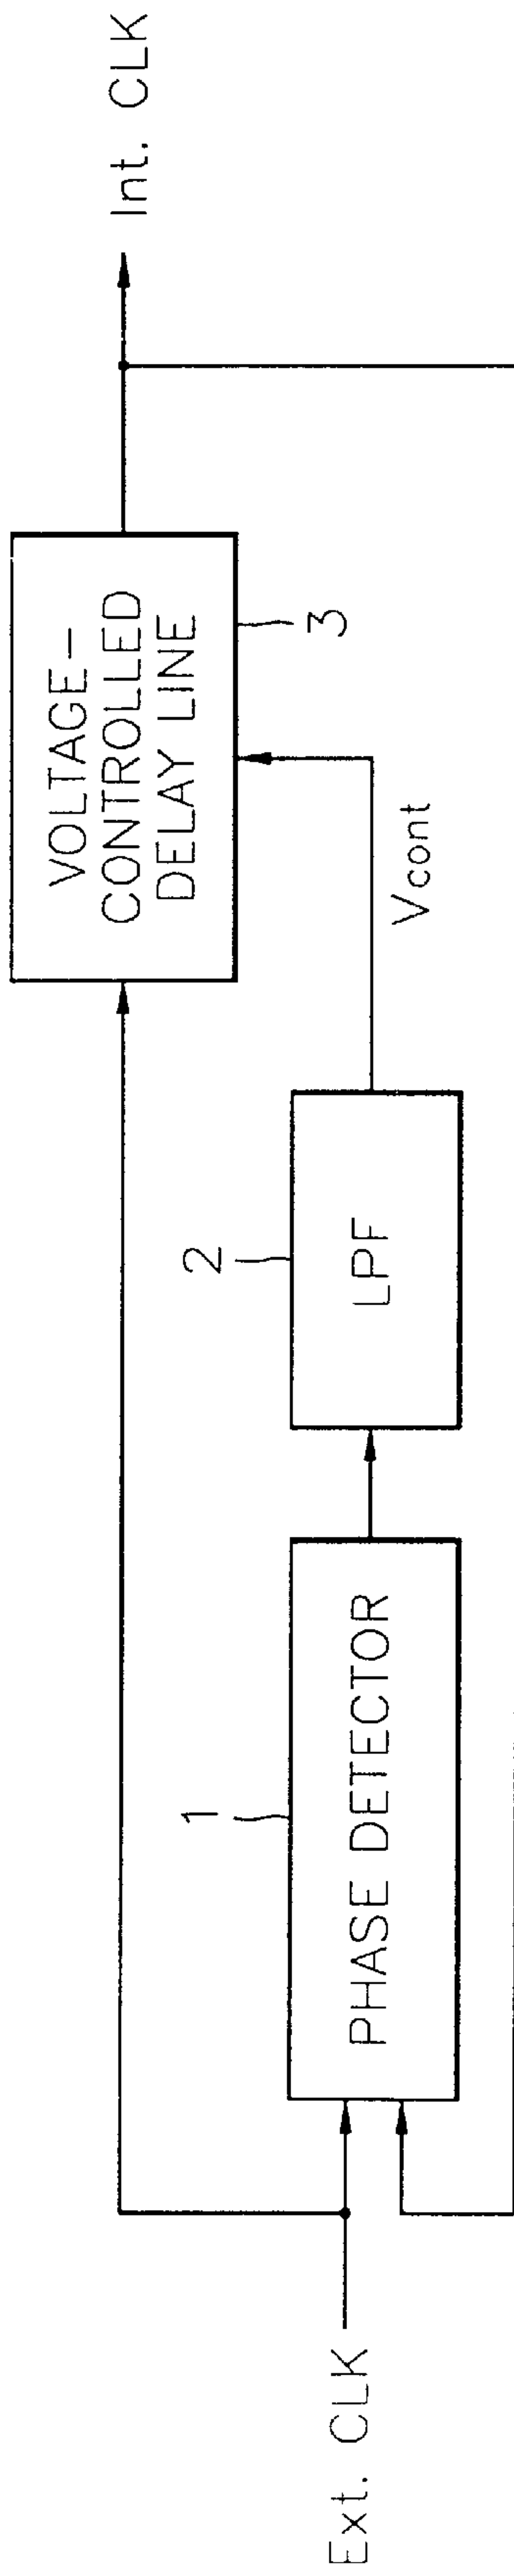 Ext. CLK
1
PHASE DETECTOR
2
LPF
Vcont
VOLTAGE-
CONTROLLED
DELAY LINE
3
Int. CLK